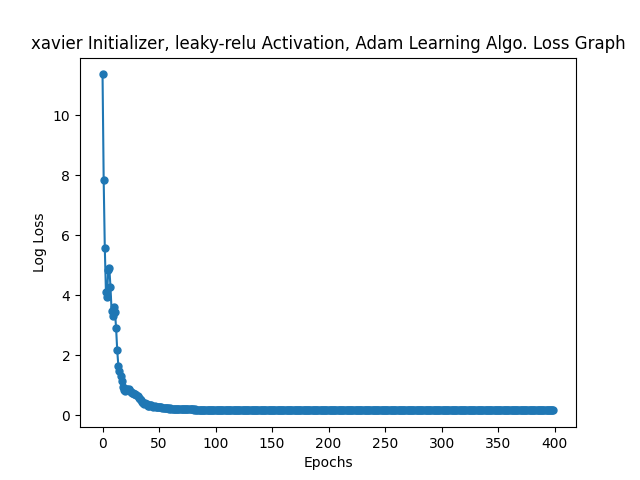 xavier Initializer, leaky-relu Activation, Adam Learning Algo. Loss Graph
10
8
6
4
2
0
Log Loss
0 50 100 150 200 250 300 350 400
Epochs